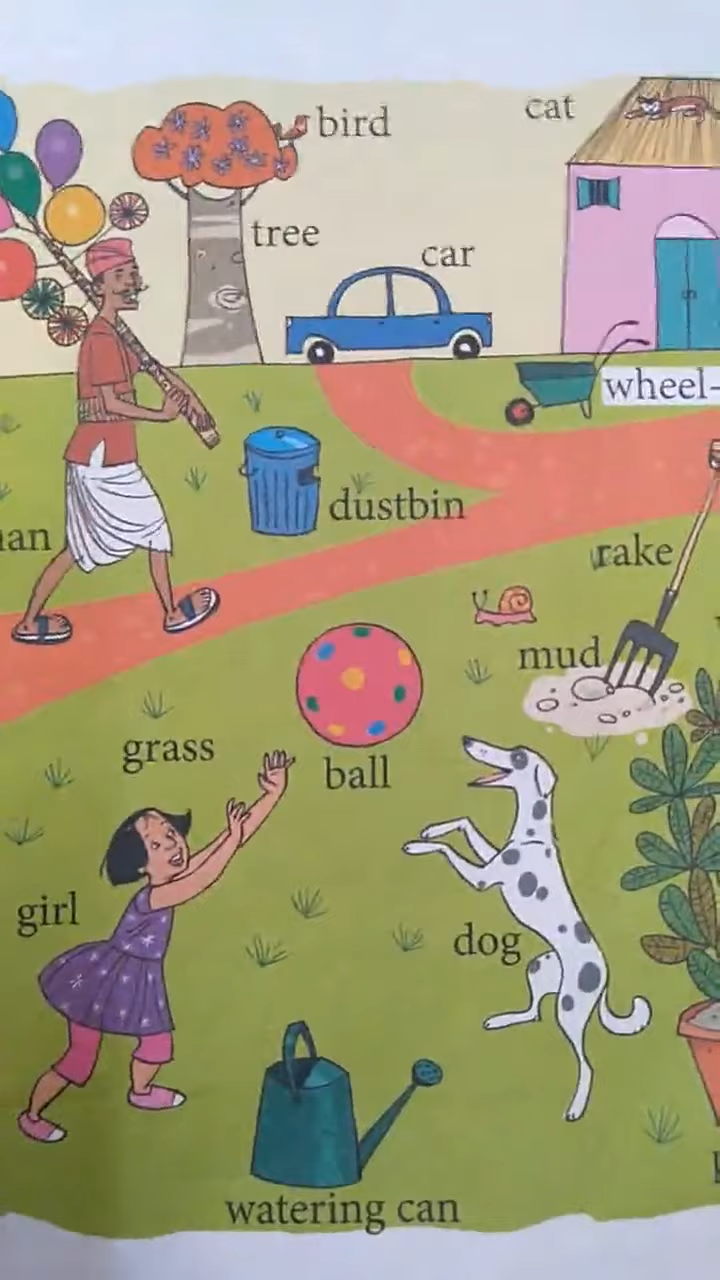 bird
cat
tree
car
wheel-
dustbin
rake
mud
grass
ball
girl
dog
watering can